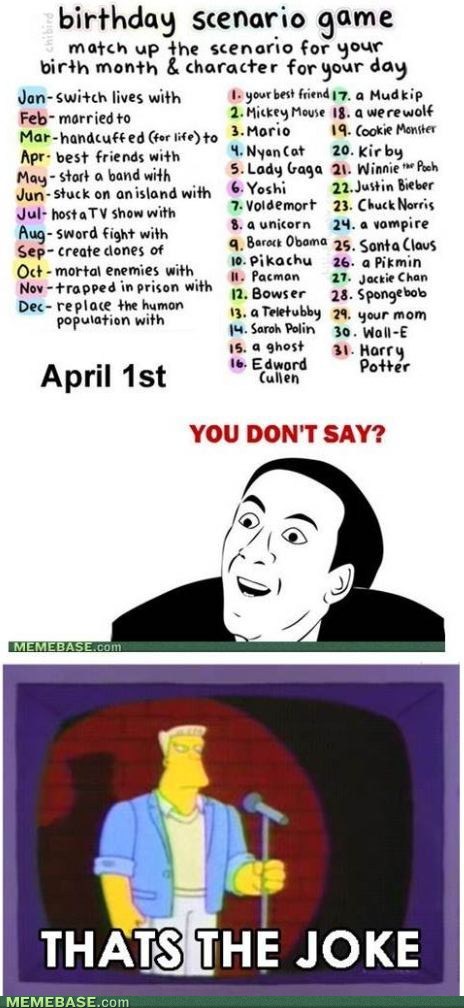 chibird
birthday scenario game
match up the scenario for your
birth month & character for your day
Jan-switch lives with
Feb-married to
Mar-handcuffed (for life) to
Apr-best friends with
May-start a band with
Jun-stuck on an island with
Jul-host a TV show with
Aug-sword fight with
Sep-create clones of
Oct-mortal enemies with
Nov-trapped in prison with
Dec-replace the human
population with
1. your best friend
2. Mickey Mouse
3. Mario
4. Nyan Cat
5. Lady Gaga
6. Yoshi
7. Voldemort
8. a unicorn
9. Barack Obama
10. Pikachu
11. Pacman
12. Bowser
13. a Teletubby
14. Sarah Palin
15. a ghost
16. Edward
Cullen
17. a Mudkip
18. a werewolf
19. Cookie Monster
20. Kirby
21. Winnie the Pooh
22. Justin Bieber
23. Chuck Norris
24. a vampire
25. Santa Claus
26. a Pikmin
27. Jackie Chan
28. Spongebob
29. your mom
30. Wall-E
31. Harry
Potter
April 1st
YOU DON'T SAY?
MEMEBASE.com
THATS THE JOKE
MEMEBASE.com